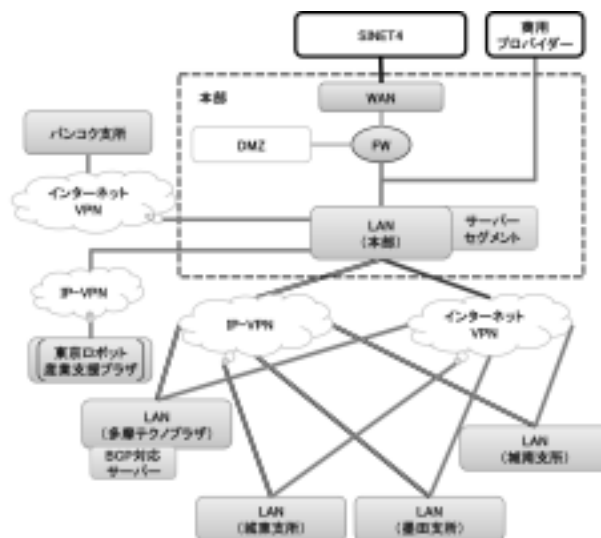 SINET4
商用
プロバイダー
本部
WAN
バンコク支所
DMZ
FW
インターネット
VPN
LAN
(本部)
サーバー
セグメント
IP-VPN
IP-VPN
インターネット
VPN
東京ロボット
産業支援プラザ
LAN
(多摩テクノプラザ)
BCP対応
サーバー
LAN
(城南支所)
LAN
(城東支所)
LAN
(墨田支所)